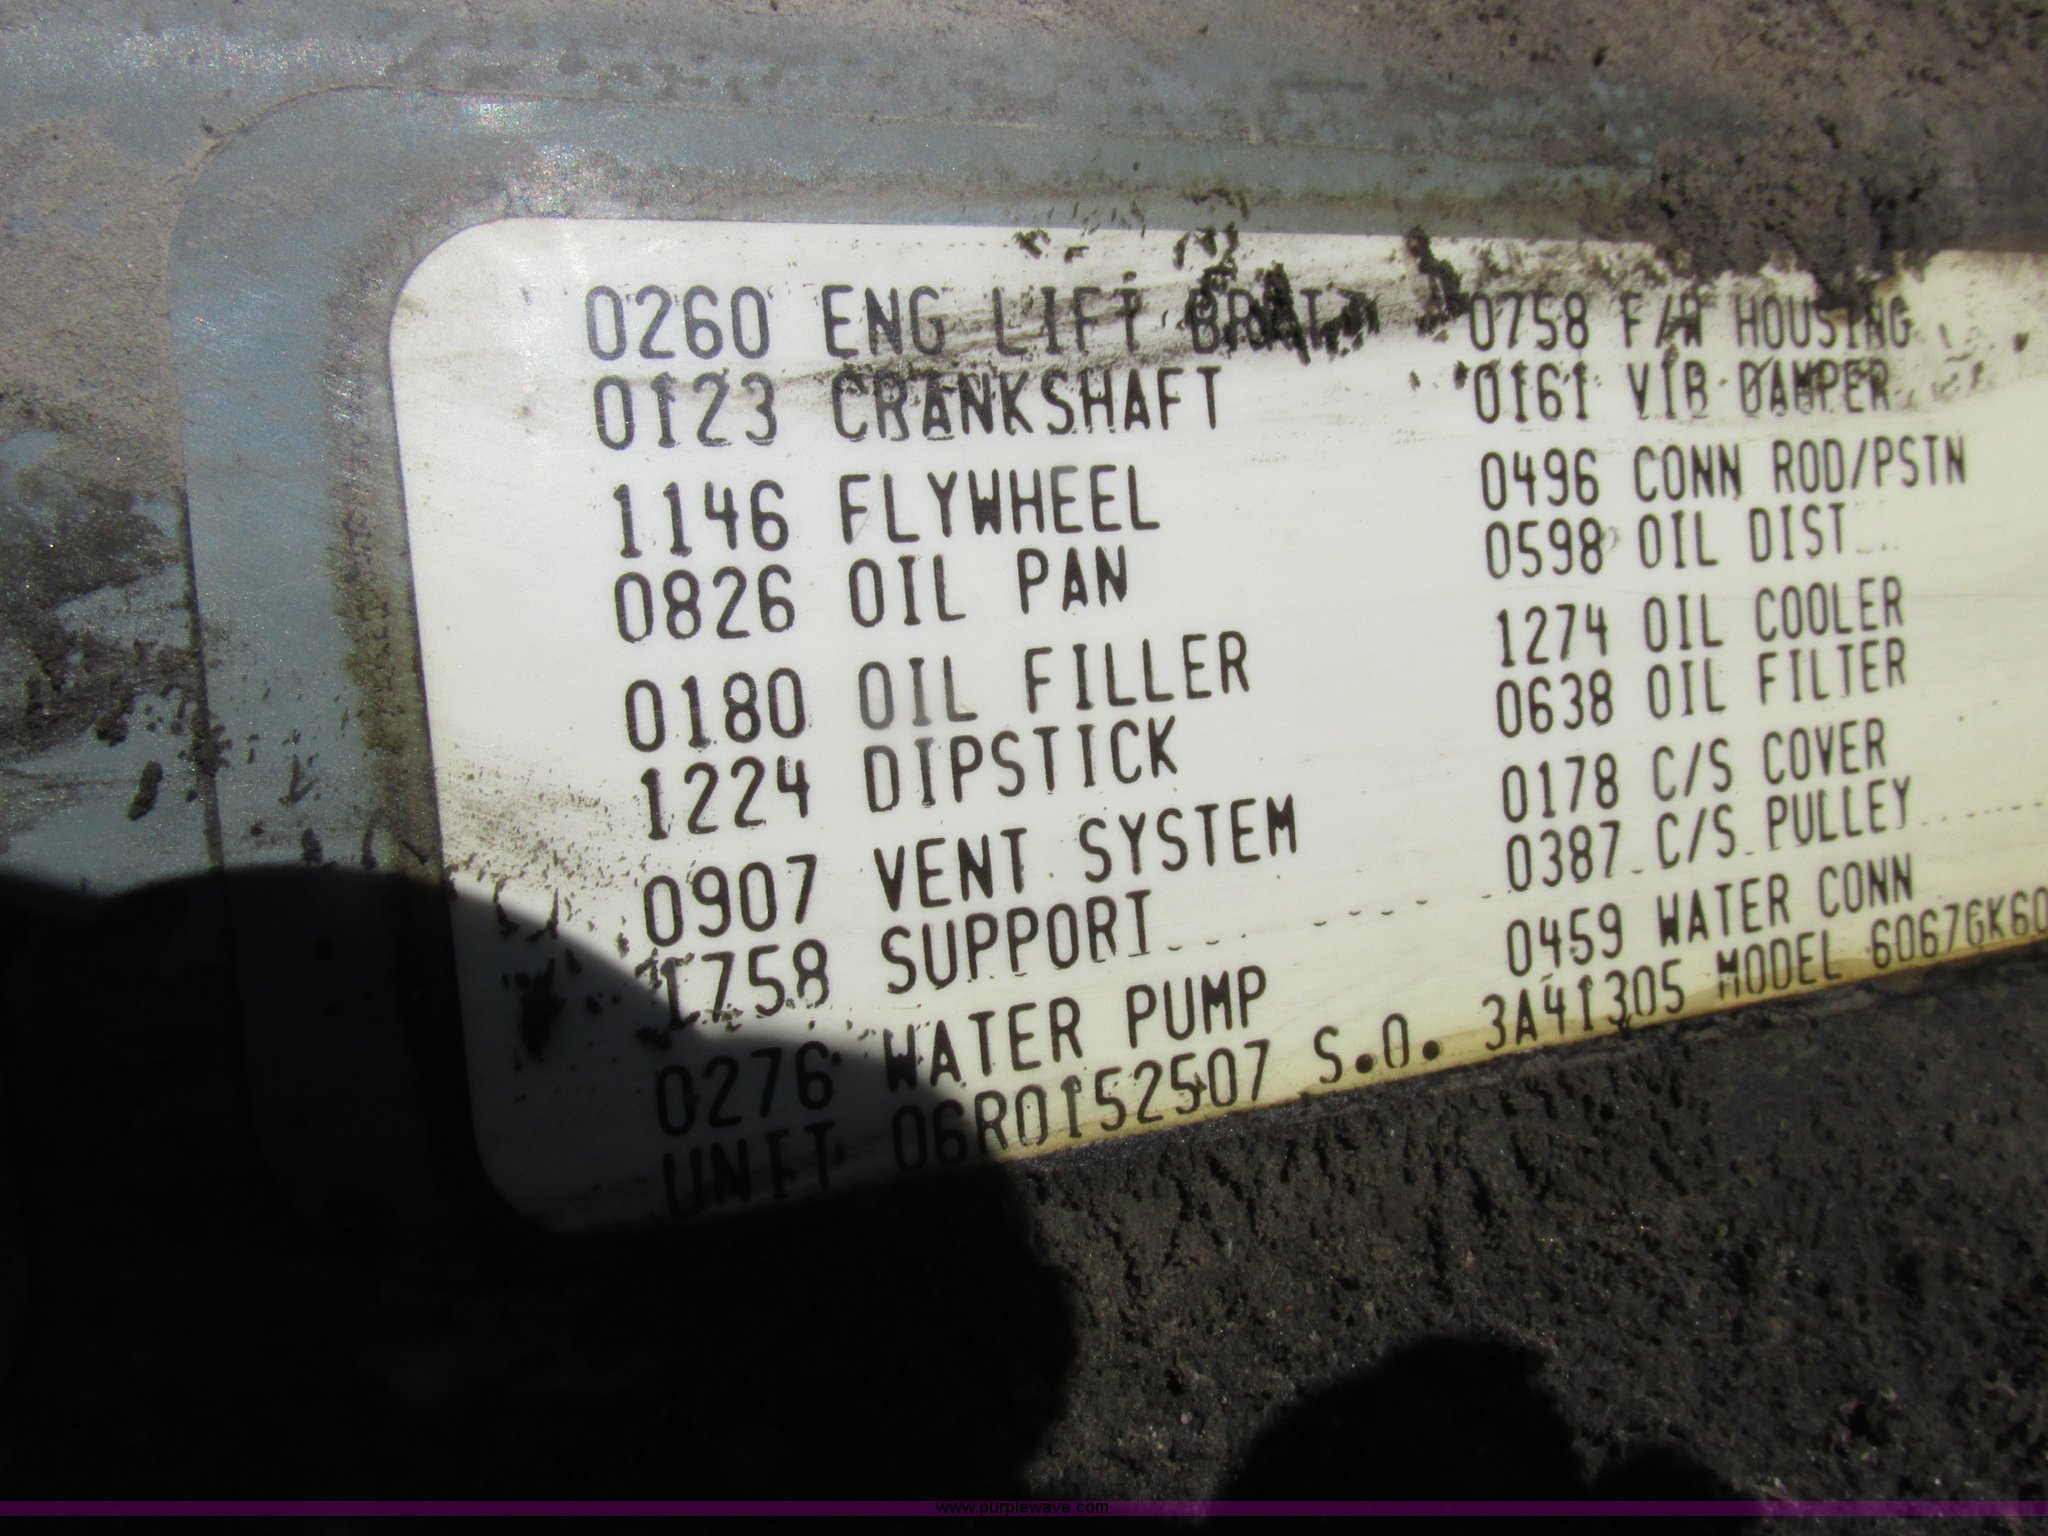 0260 ENG LIFT BRKT 0758 F/W HOUSING
0123 CRANKSHAFT 0161 VIB DAMPER
1146 FLYWHEEL 0496 CONN ROD/PSTN
0826 OIL PAN 0598 OIL DIST
0180 OIL FILLER 1274 OIL COOLER
1224 DIPSTICK 0638 OIL FILTER
0907 VENT SYSTEM 0178 C/S COVER
1758 SUPPORT 0387 C/S PULLEY
0276 WATER PUMP 0459 WATER CONN
UNIT 06R0152507 S.O. 3A41305 MODEL 6067GK60
www.purplewave.com